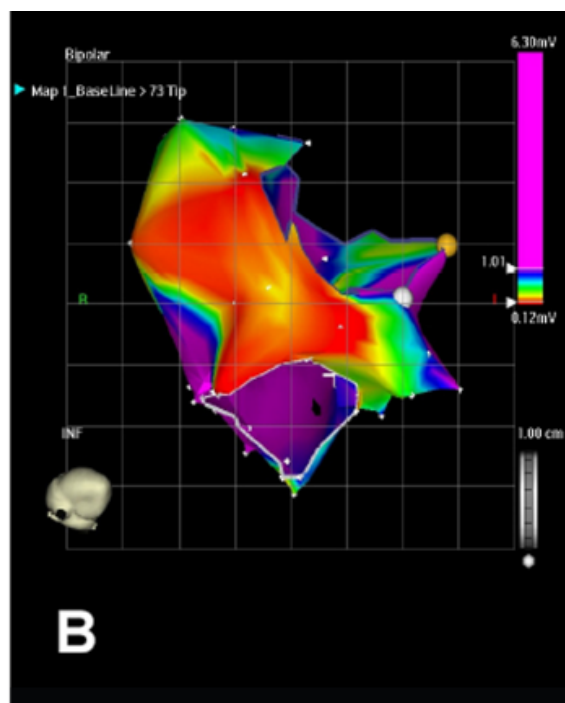 6.30mV
Bipolar
Map 1_BaseLine > 73 Tip
1.01
R
L
0.12mV
INF
1.00 cm
B